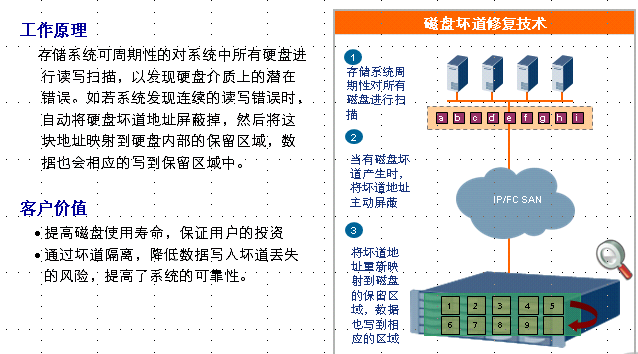 工作原理
存储系统可周期性的对系统中所有硬盘进
行读写扫描，以发现硬盘介质上的潜在
错误。如若系统发现连续的读写错误时，
自动将硬盘坏道地址屏蔽掉，然后将这
块地址映射到硬盘内部的保留区域，数
据也会相应的写到保留区域中。
客户价值
•提高磁盘使用寿命，保证用户的投资
•通过坏道隔离，降低数据写入坏道丢失
的风险，提高了系统的可靠性。
磁盘坏道修复技术
1
存储系统周
期性对所有
磁盘进行扫
描
2
当有磁盘坏
道产生时，
将坏道地址
主动屏蔽
3
将坏道地
址重新映
射到磁盘
的保留区
域，数据
也写到相
应的区域
a b c d e f g h i
IP/FC SAN
1 2 3 4 5
6 7 8 9